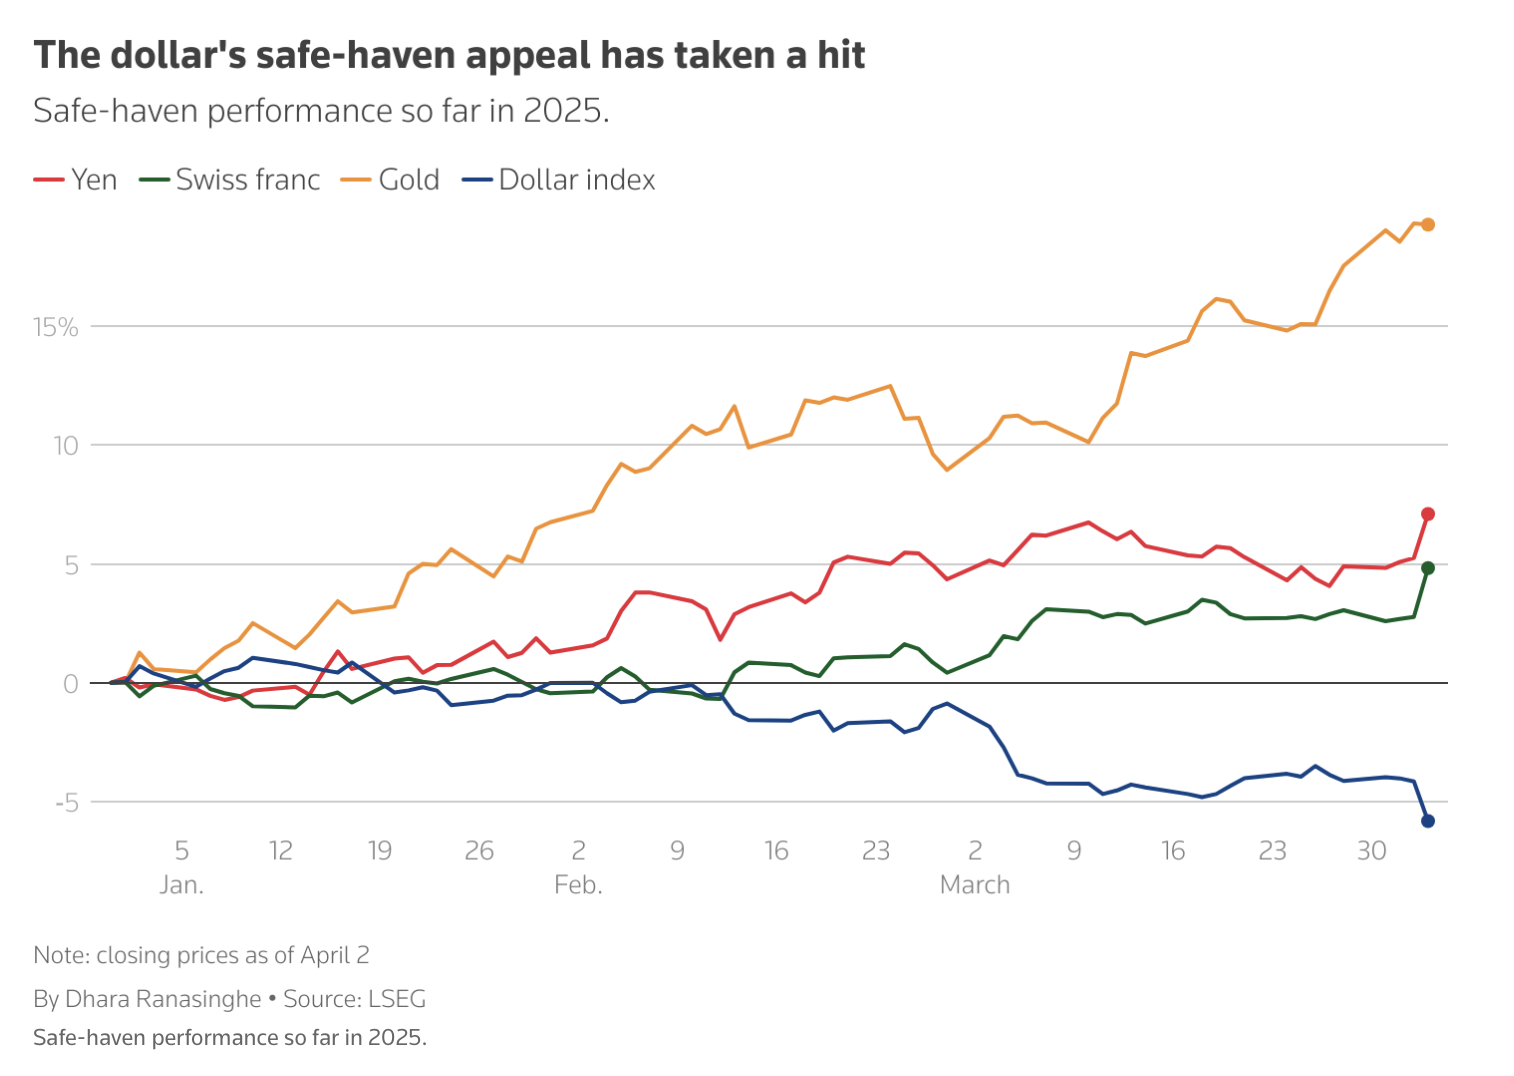 The dollar's safe-haven appeal has taken a hit
Safe-haven performance so far in 2025.
Yen Swiss franc Gold Dollar index
15%
10
5
0
-5
5 12 19 26 2 9 16 23 2 9 16 23 30
Jan. Feb. March
Note: closing prices as of April 2
By Dhara Ranasinghe • Source: LSEG
Safe-haven performance so far in 2025.